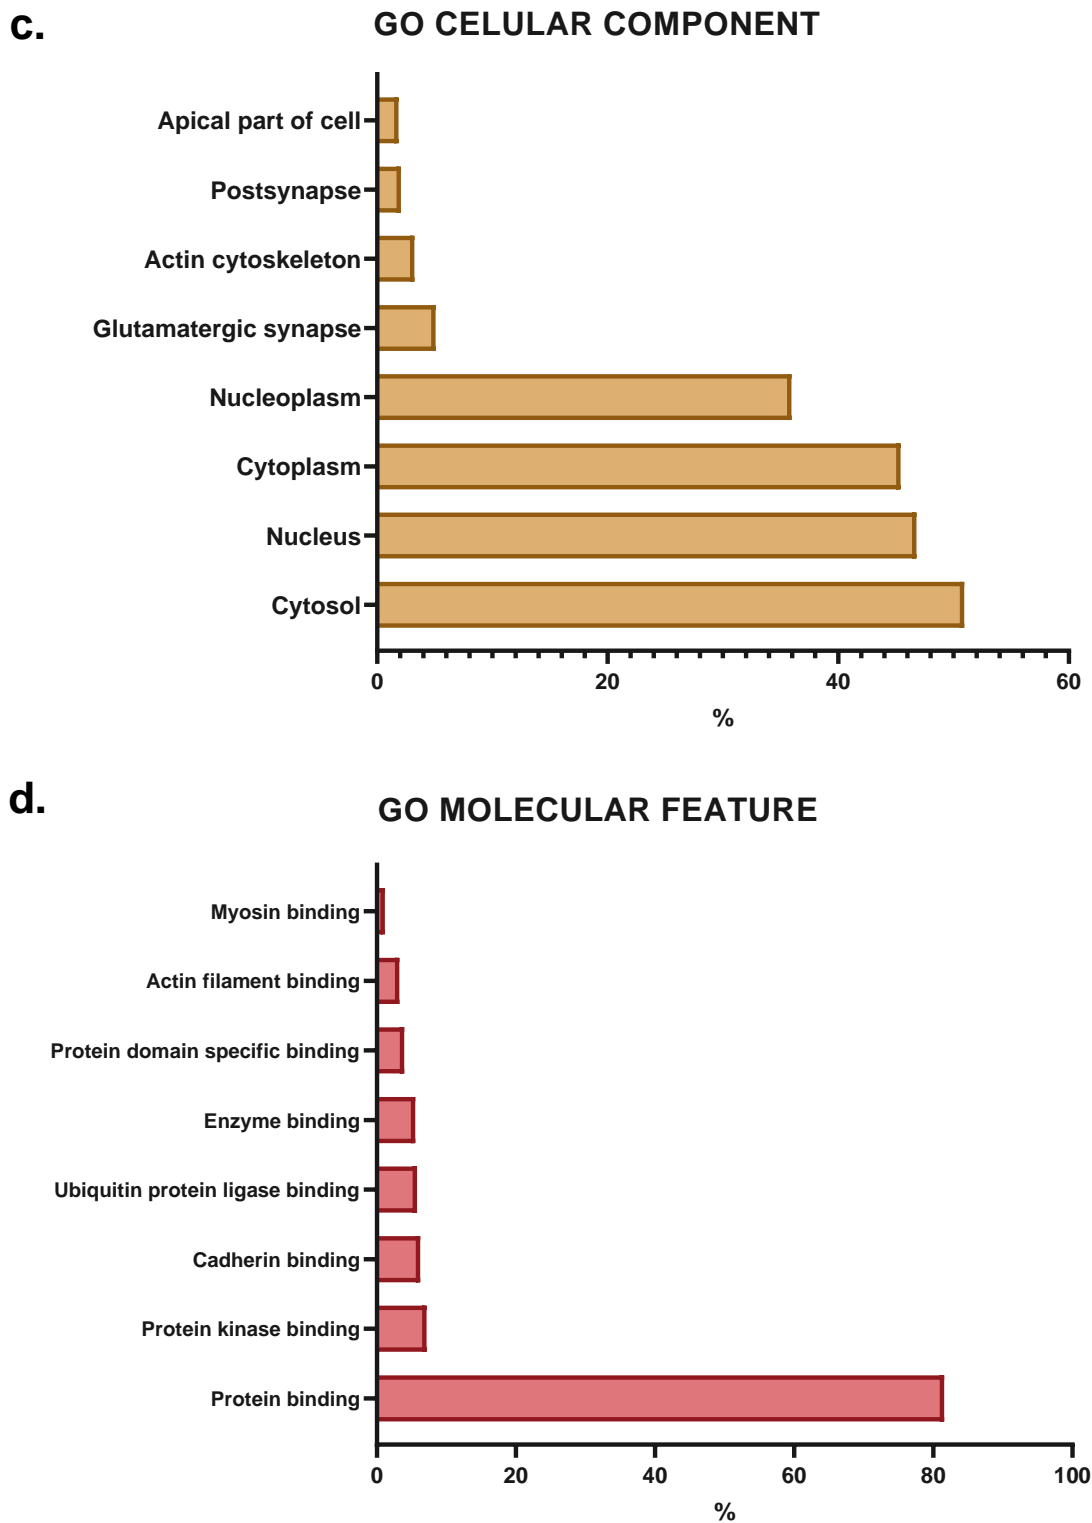 c.
GO CELULAR COMPONENT
Apical part of cell
Postsynapse
Actin cytoskeleton
Glutamatergic synapse
Nucleoplasm
Cytoplasm
Nucleus
Cytosol
0 20 40 60
%
d.
GO MOLECULAR FEATURE
Myosin binding
Actin filament binding
Protein domain specific binding
Enzyme binding
Ubiquitin protein ligase binding
Cadherin binding
Protein kinase binding
Protein binding
0 20 40 60 80 100
%